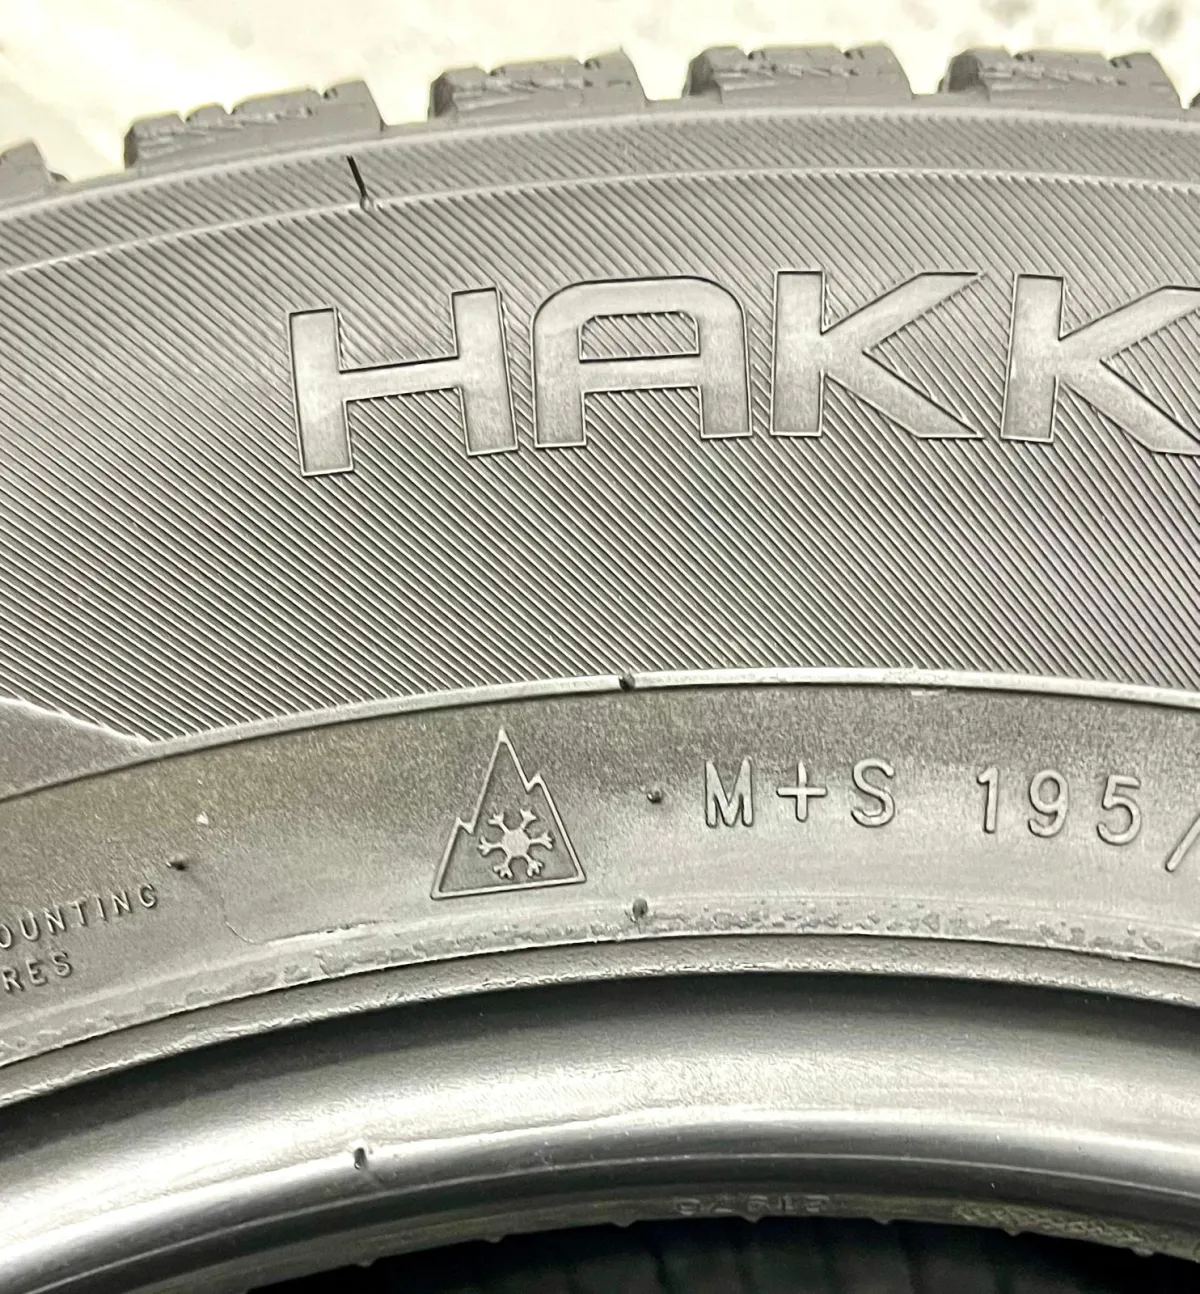 HAKK
M+S 195/
OUNTING
RES